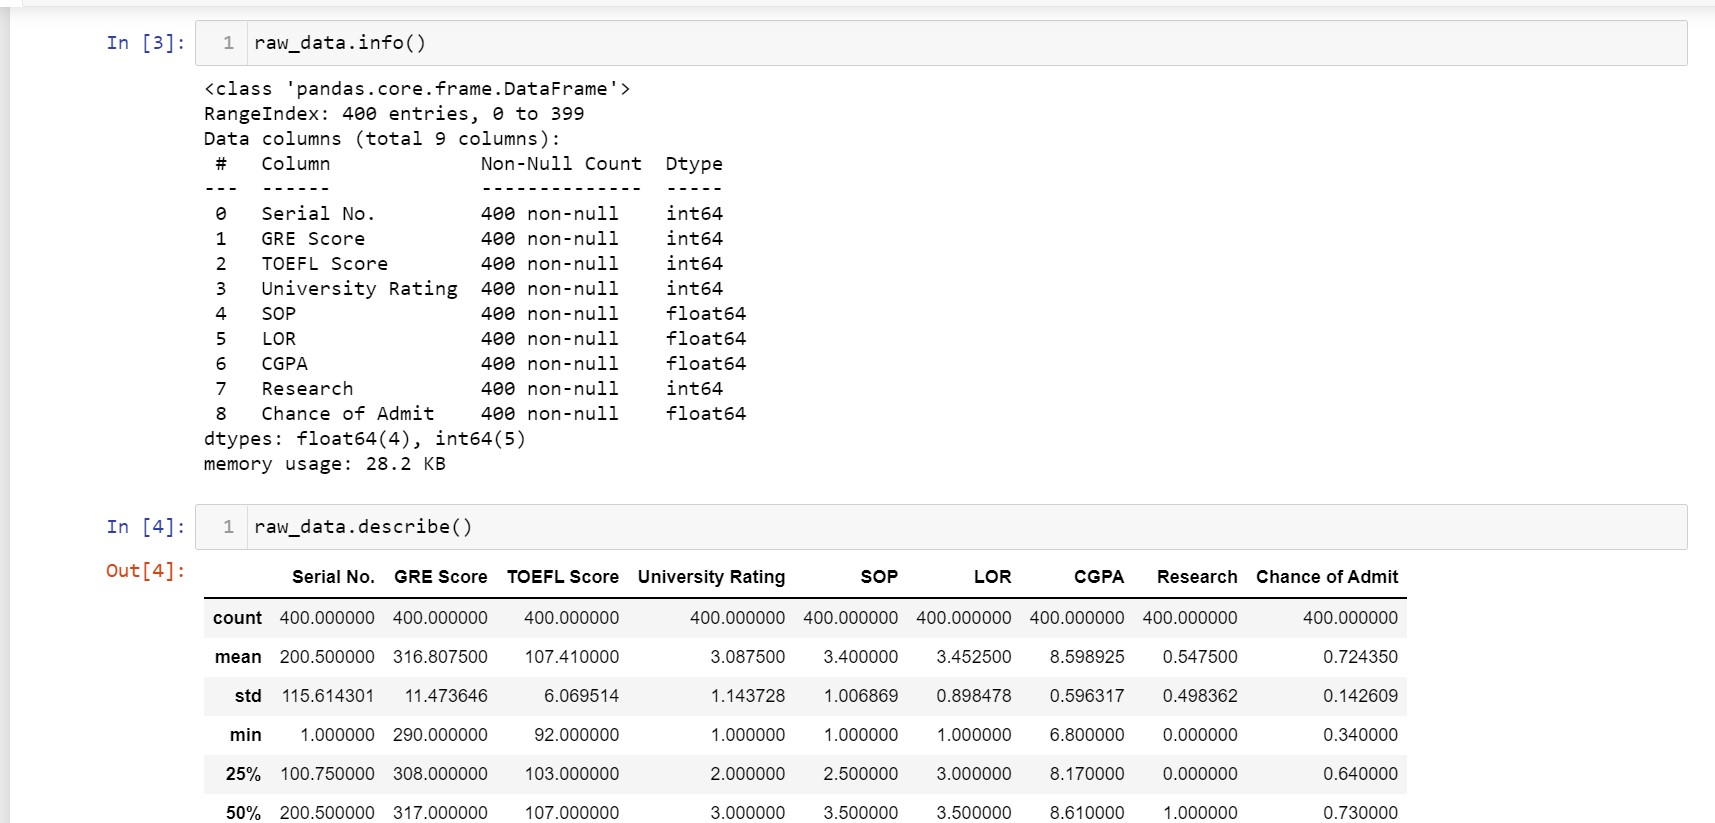 In [3]: 1 raw_data.info()
<class 'pandas.core.frame.DataFrame'>
RangeIndex: 400 entries, 0 to 399
Data columns (total 9 columns):
 #   Column             Non-Null Count  Dtype
---  ------             --------------  -----
 0   Serial No.         400 non-null    int64
 1   GRE Score          400 non-null    int64
 2   TOEFL Score        400 non-null    int64
 3   University Rating  400 non-null    int64
 4   SOP                400 non-null    float64
 5   LOR                400 non-null    float64
 6   CGPA               400 non-null    float64
 7   Research           400 non-null    int64
 8   Chance of Admit    400 non-null    float64
dtypes: float64(4), int64(5)
memory usage: 28.2 KB
In [4]: 1 raw_data.describe()
Out[4]:
Serial No. GRE Score TOEFL Score University Rating SOP LOR CGPA Research Chance of Admit
count 400.000000 400.000000 400.000000 400.000000 400.000000 400.000000 400.000000 400.000000 400.000000
mean 200.500000 316.807500 107.410000 3.087500 3.400000 3.452500 8.598925 0.547500 0.724350
std 115.614301 11.473646 6.069514 1.143728 1.006869 0.898478 0.596317 0.498362 0.142609
min 1.000000 290.000000 92.000000 1.000000 1.000000 1.000000 6.800000 0.000000 0.340000
25% 100.750000 308.000000 103.000000 2.000000 2.500000 3.000000 8.170000 0.000000 0.640000
50% 200.500000 317.000000 107.000000 3.000000 3.500000 3.500000 8.610000 1.000000 0.730000